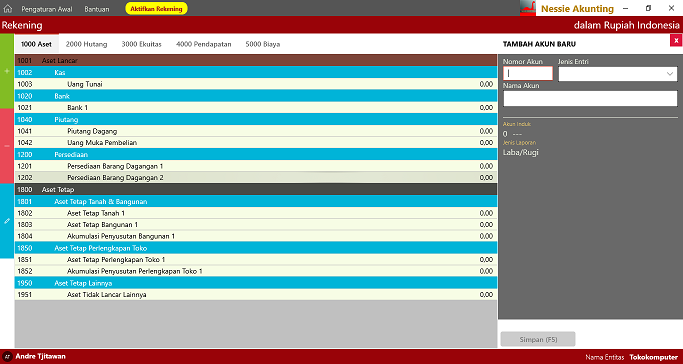 Pengaturan Awal Bantuan Aktifkan Rekening Nessie Akunting
Rekening dalam Rupiah Indonesia
1000 Aset 2000 Hutang 3000 Ekuitas 4000 Pendapatan 5000 Biaya
TAMBAH AKUN BARU x
1001 Aset Lancar
1002 Kas
1003 Uang Tunai 0.00
1020 Bank
1021 Bank 1 0.00
1040 Piutang
1041 Piutang Dagang 0.00
1042 Uang Muka Pembelian 0.00
1200 Persediaan
1201 Persediaan Barang Dagangan 1 0.00
1202 Persediaan Barang Dagangan 2 0.00
1800 Aset Tetap
1801 Aset Tetap Tanah & Bangunan
1802 Aset Tetap Tanah 1 0.00
1803 Aset Tetap Bangunan 1 0.00
1804 Akumulasi Penyusutan Bangunan 1 0.00
1850 Aset Tetap Perlengkapan Toko
1851 Aset Tetap Perlengkapan Toko 1 0.00
1852 Akumulasi Penyusutan Perlengkapan Toko 1 0.00
1950 Aset Tetap Lainnya
1951 Aset Tidak Lancar Lainnya 0.00
Nomor Akun Jenis Entri
Nama Akun
Akun Induk
0 ---
Jenis Laporan
Laba/Rugi
Simpan (F5)
AT Andre Tjitawan Nama Entitas Tokokomputer